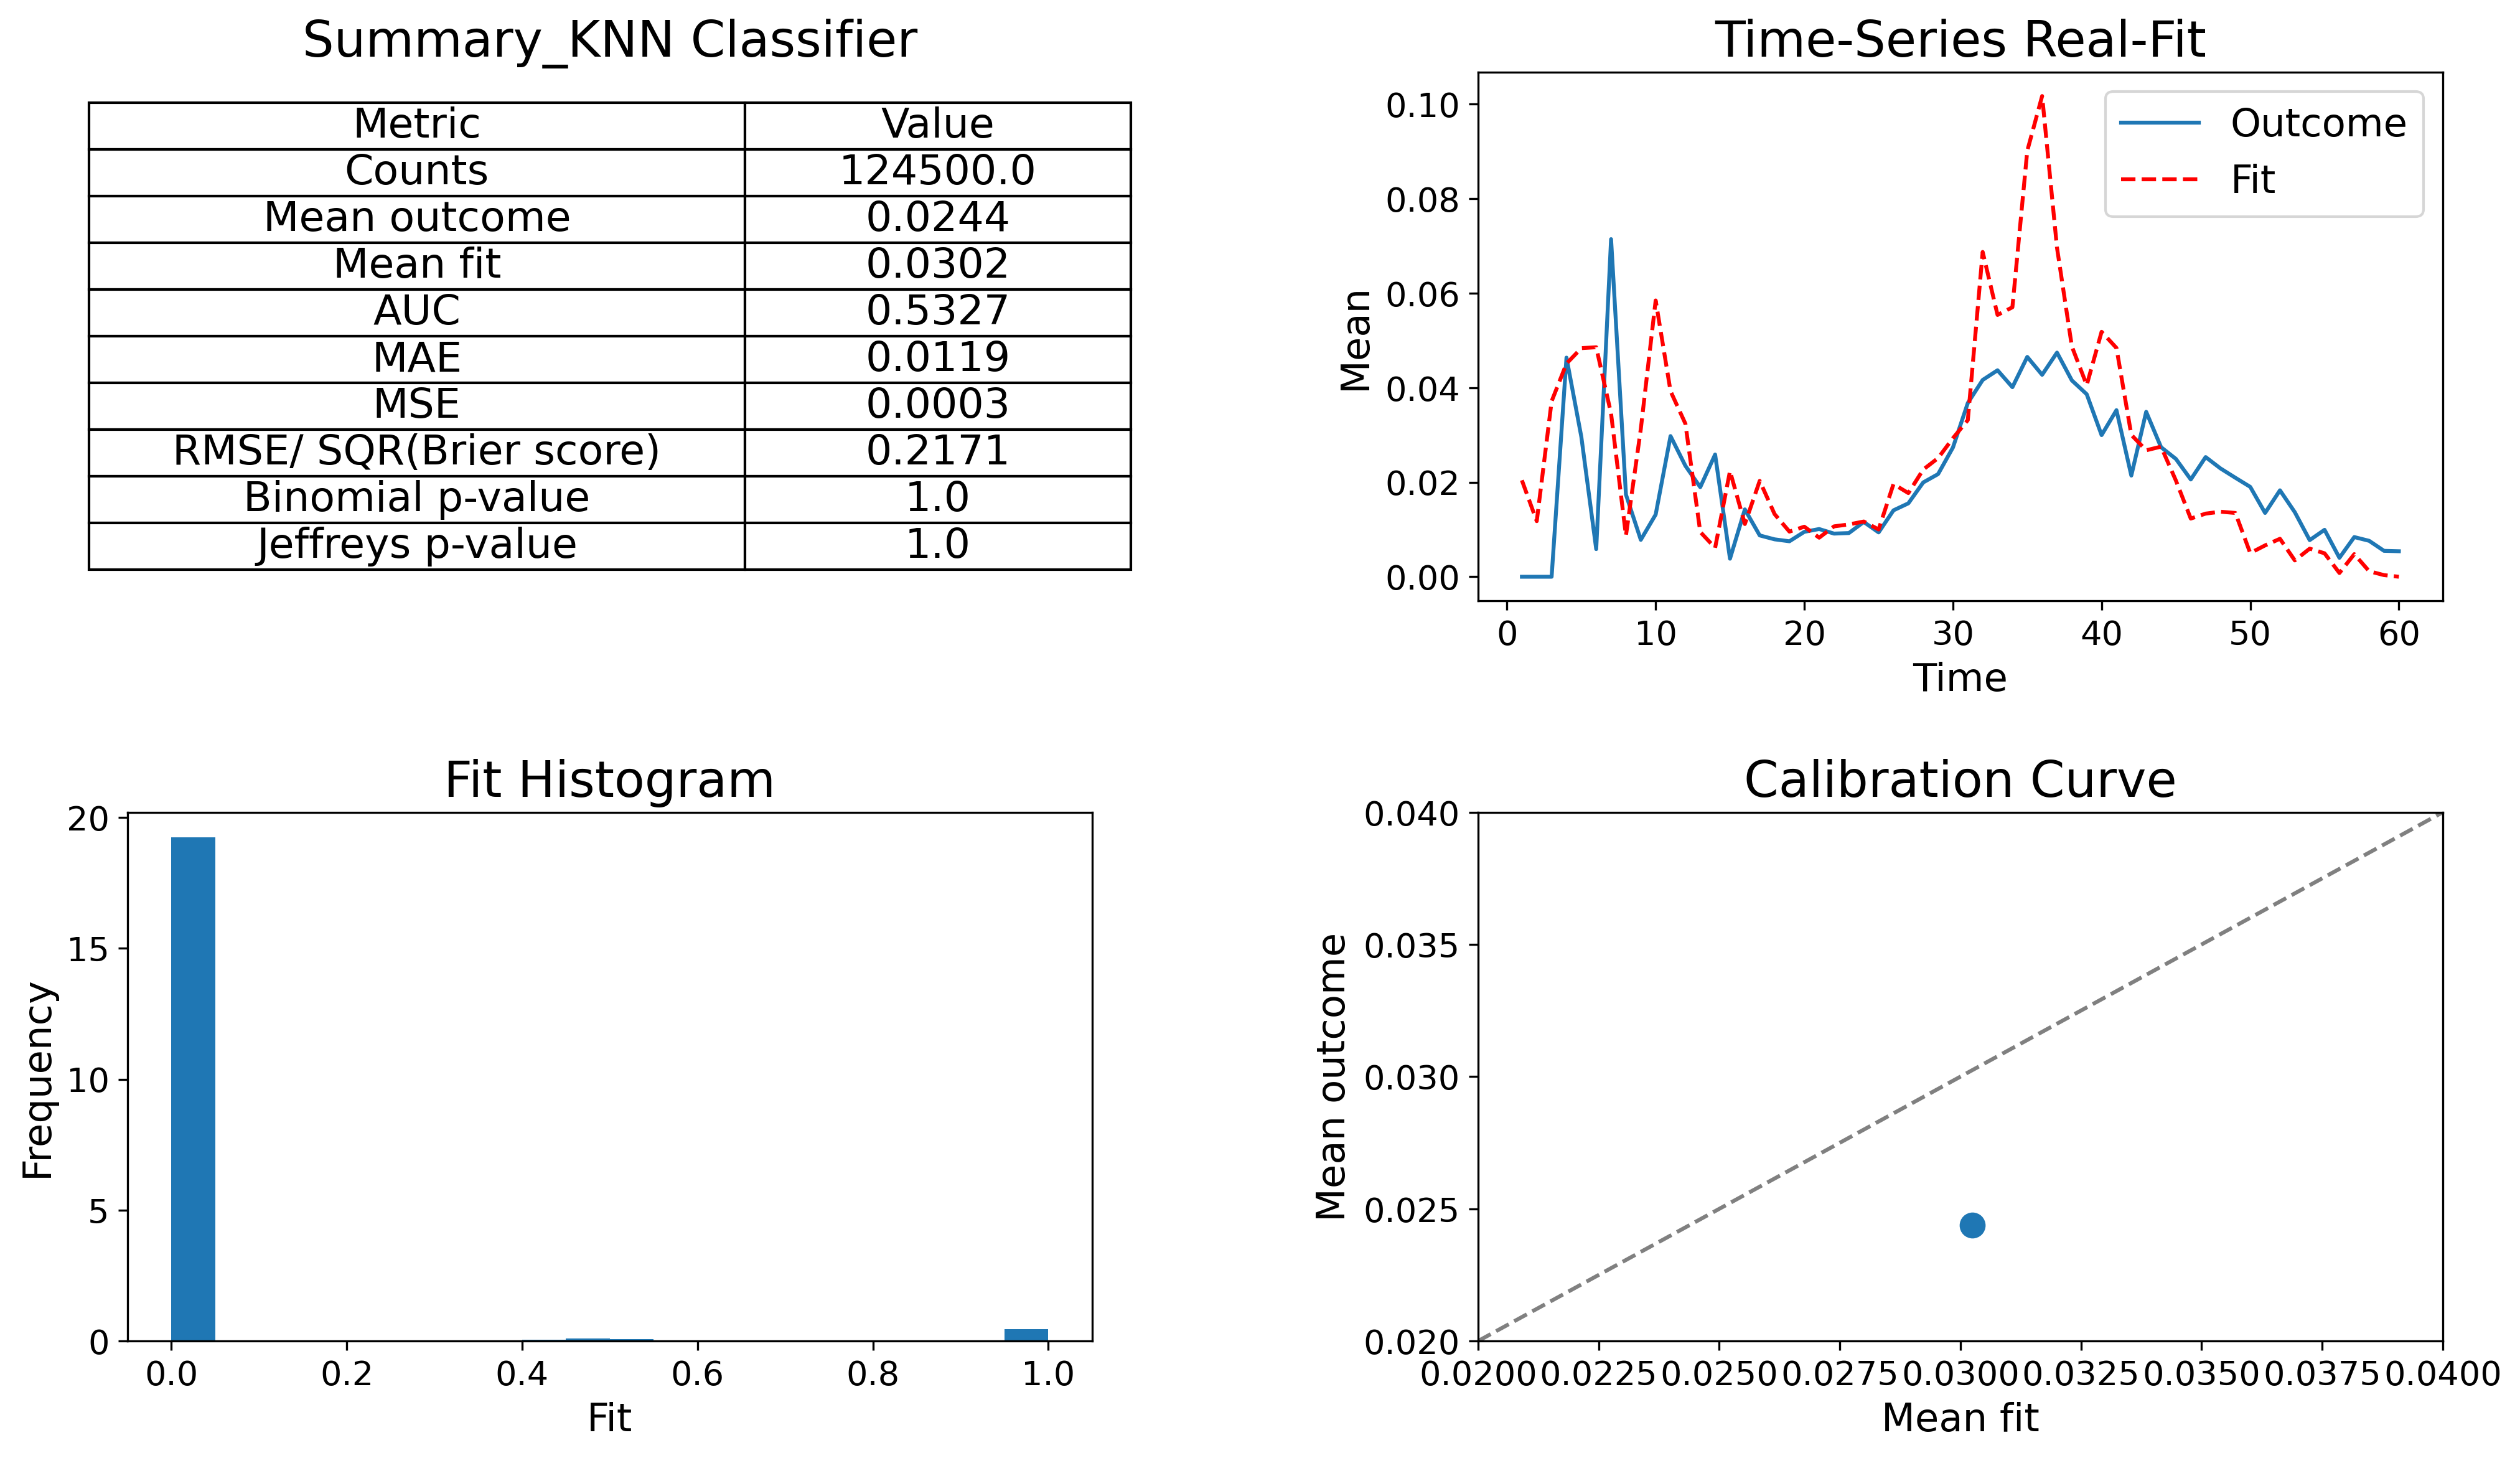 Summary_KNN Classifier
Metric Value
Counts 124500.0
Mean outcome 0.0244
Mean fit 0.0302
AUC 0.5327
MAE 0.0119
MSE 0.0003
RMSE/ SQR(Brier score) 0.2171
Binomial p-value 1.0
Jeffreys p-value 1.0
Time-Series Real-Fit
Outcome
Fit
Mean
0.10
0.08
0.06
0.04
0.02
0.00
0 10 20 30 40 50 60
Time
Fit Histogram
Frequency
20
15
10
5
0
0.0 0.2 0.4 0.6 0.8 1.0
Fit
Calibration Curve
Mean outcome
0.040
0.035
0.030
0.025
0.020
0.0200 0.0225 0.0250 0.0275 0.0300 0.0325 0.0350 0.0375 0.0400
Mean fit